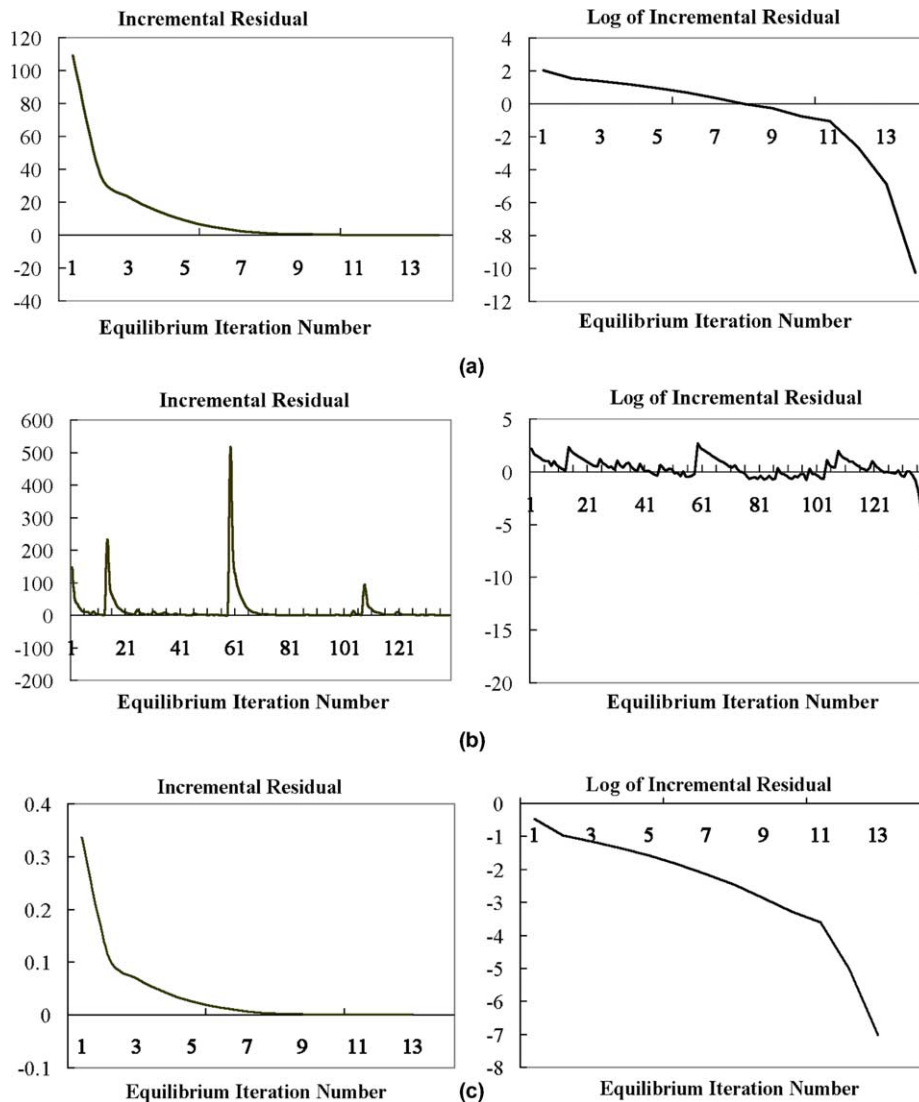 Incremental Residual
120
100
80
60
40
20
0
-20
-40
1 3 5 7 9 11 13
Equilibrium Iteration Number
Log of Incremental Residual
4
2
0
-2
-4
-6
-8
-10
-12
1 3 5 7 9 11 13
Equilibrium Iteration Number
(a)
Incremental Residual
600
500
400
300
200
100
0
-100
-200
1 21 41 61 81 101 121
Equilibrium Iteration Number
Log of Incremental Residual
5
0
-5
-10
-15
-20
1 21 41 61 81 101 121
Equilibrium Iteration Number
(b)
Incremental Residual
0.4
0.3
0.2
0.1
0
-0.1
1 3 5 7 9 11 13
Equilibrium Iteration Number
Log of Incremental Residual
0
-1
-2
-3
-4
-5
-6
-7
-8
1 3 5 7 9 11 13
Equilibrium Iteration Number
(c)